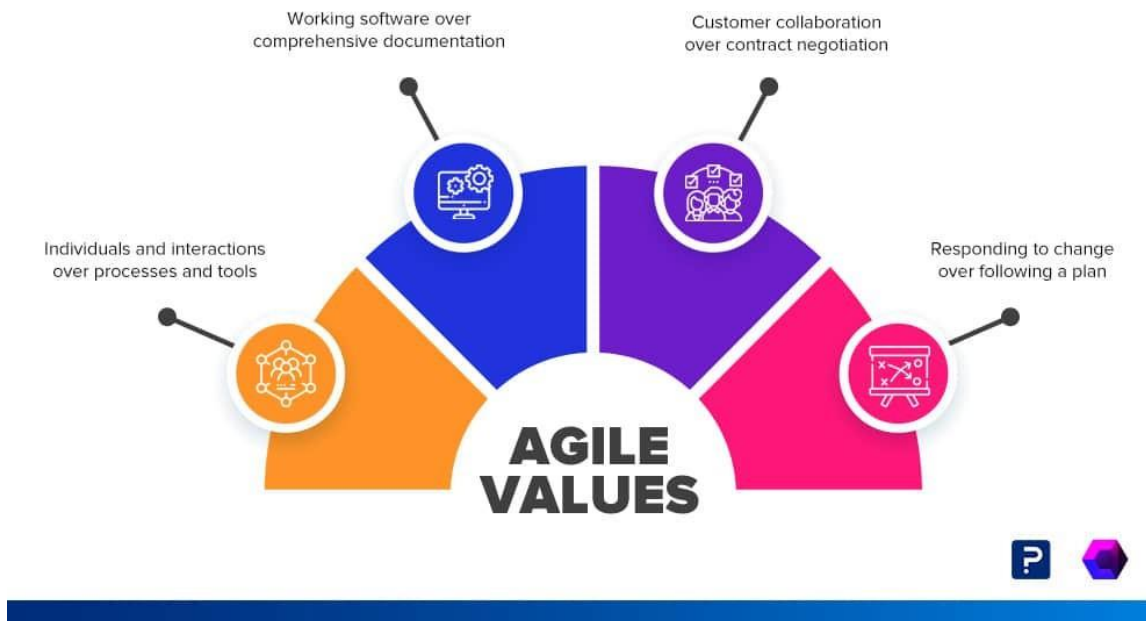 Working software over
comprehensive documentation
Customer collaboration
over contract negotiation
Individuals and interactions
over processes and tools
Responding to change
over following a plan
AGILE
VALUES